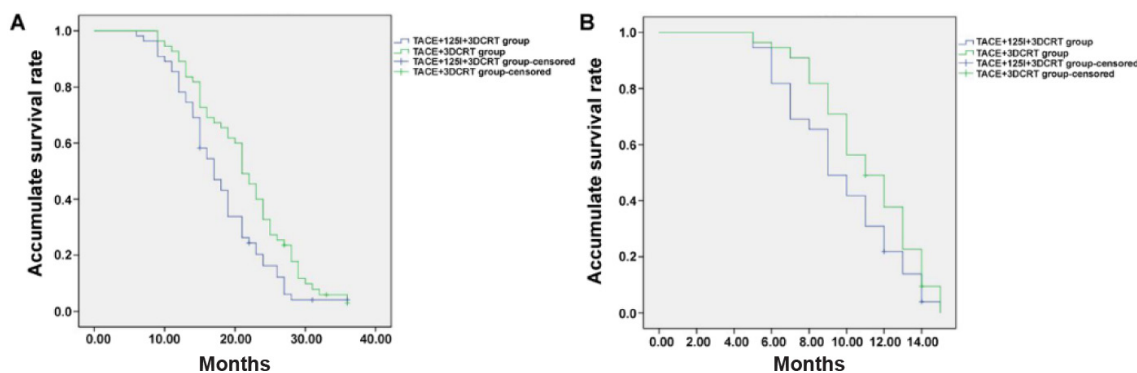 A
Accumulate survival rate
1.0
0.8
0.6
0.4
0.2
0.0
0.00 10.00 20.00 30.00 40.00
Months
TACE+125I+3DCRT group
TACE+3DCRT group
TACE+125I+3DCRT group-censored
TACE+3DCRT group-censored
B
Accumulate survival rate
1.0
0.8
0.6
0.4
0.2
0.0
0.00 2.00 4.00 6.00 8.00 10.00 12.00 14.00
Months
TACE+125I+3DCRT group
TACE+3DCRT group
TACE+125I+3DCRT group-censored
TACE+3DCRT group-censored